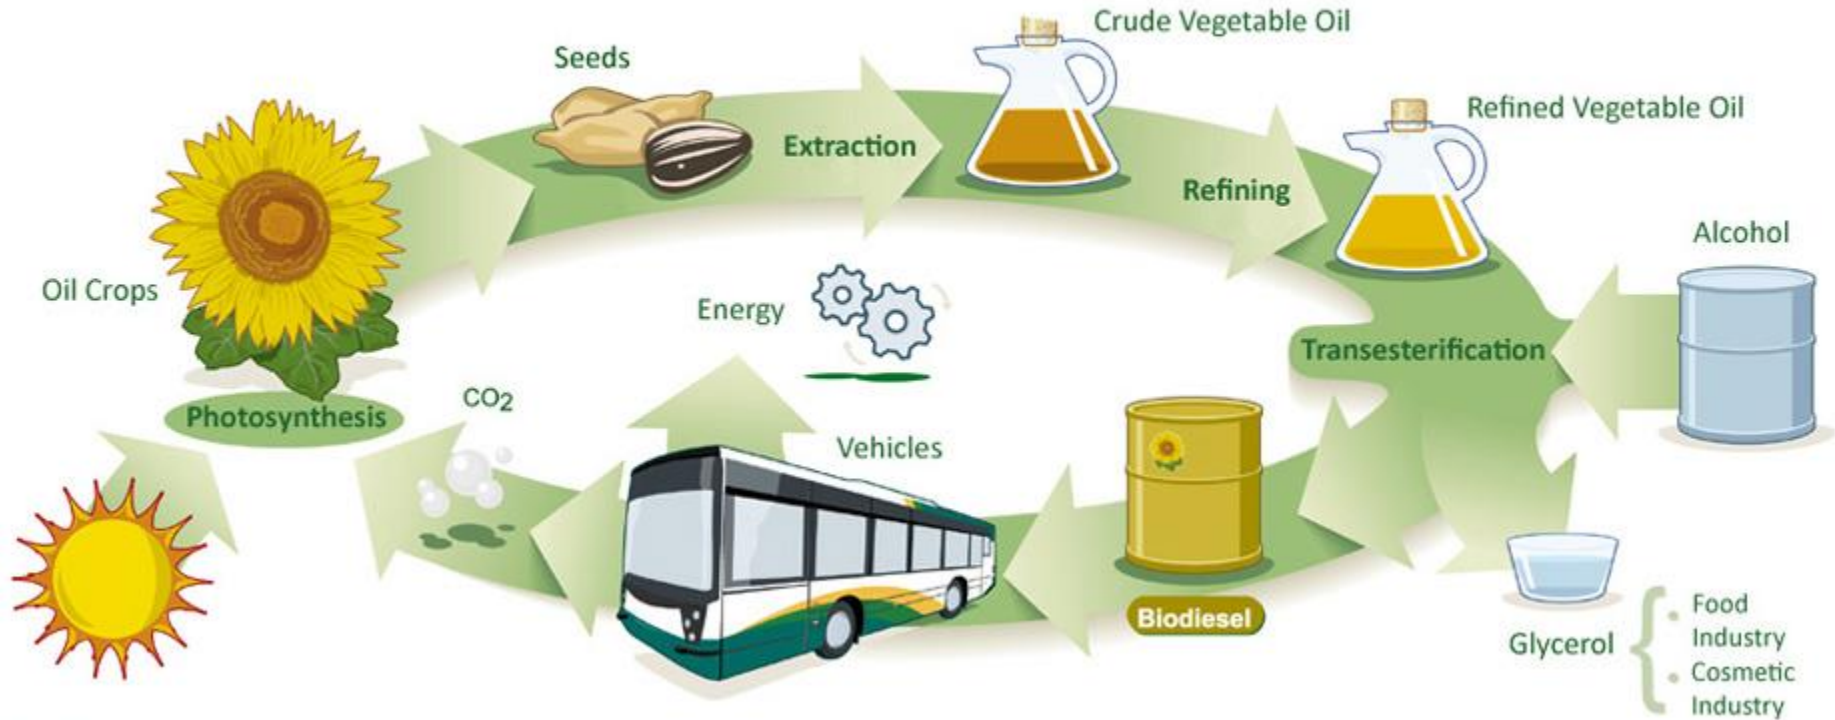 Crude Vegetable Oil
Seeds
Refined Vegetable Oil
Extraction
Refining
Alcohol
Oil Crops
Energy
Transesterification
CO2
Photosynthesis
Vehicles
Biodiesel
Glycerol
Food
Industry
Cosmetic
Industry